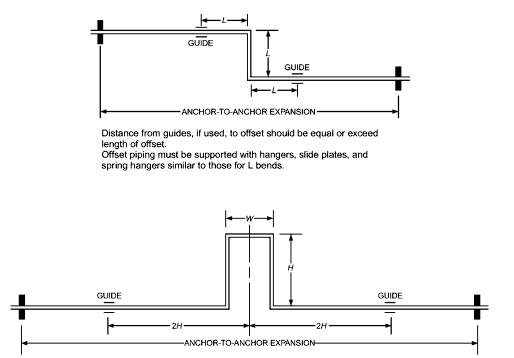 L
GUIDE
L
GUIDE
L
ANCHOR-TO-ANCHOR EXPANSION
Distance from guides, if used, to offset should be equal or exceed
length of offset.
Offset piping must be supported with hangers, slide plates, and
spring hangers similar to those for L bends.
W
H
GUIDE
GUIDE
2H
2H
ANCHOR-TO-ANCHOR EXPANSION